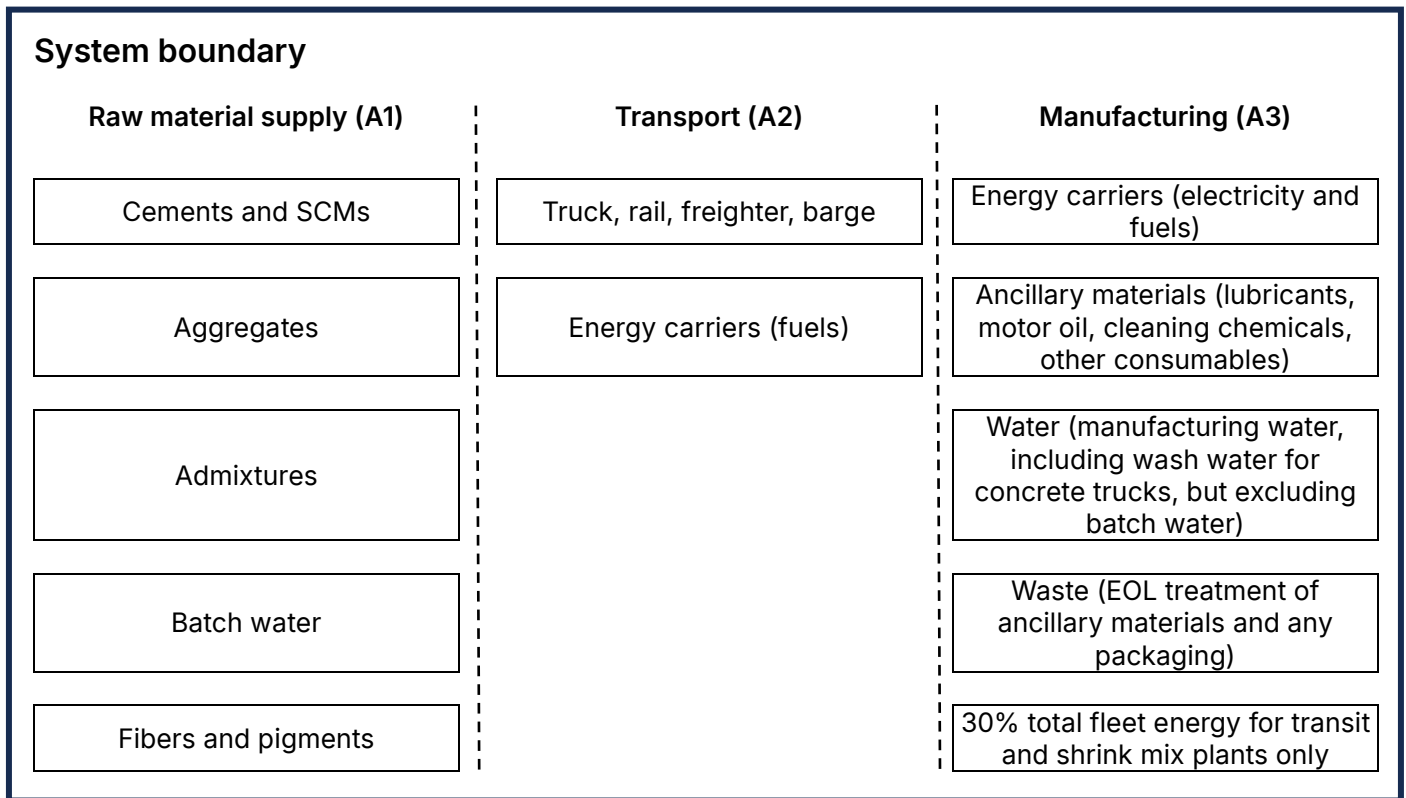 System boundary
Raw material supply (A1)
Cements and SCMs
Aggregates
Admixtures
Batch water
Fibers and pigments
Transport (A2)
Truck, rail, freighter, barge
Energy carriers (fuels)
Manufacturing (A3)
Energy carriers (electricity and
fuels)
Ancillary materials (lubricants,
motor oil, cleaning chemicals,
other consumables)
Water (manufacturing water,
including wash water for
concrete trucks, but excluding
batch water)
Waste (EOL treatment of
ancillary materials and any
packaging)
30% total fleet energy for transit
and shrink mix plants only